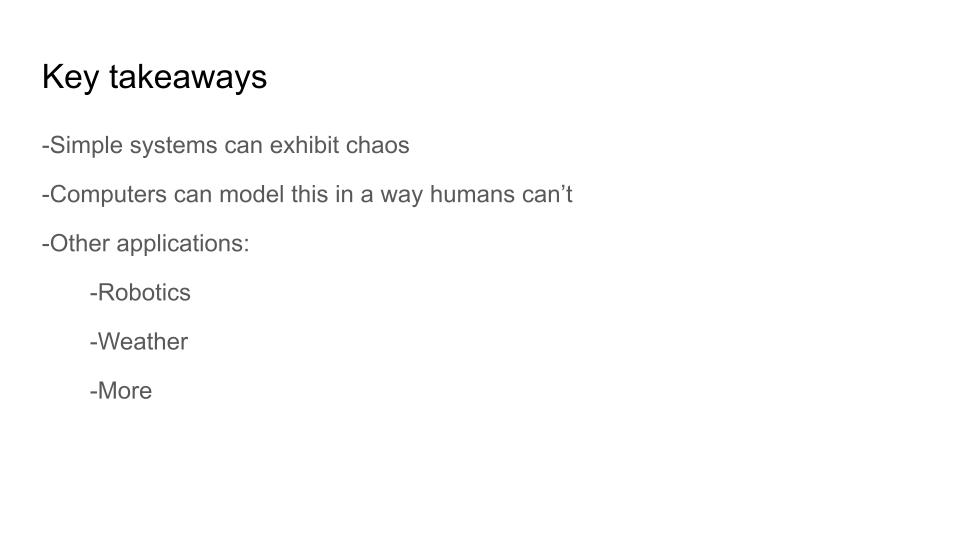 Key takeaways
-Simple systems can exhibit chaos
-Computers can model this in a way humans can’t
-Other applications:
-Robotics
-Weather
-More